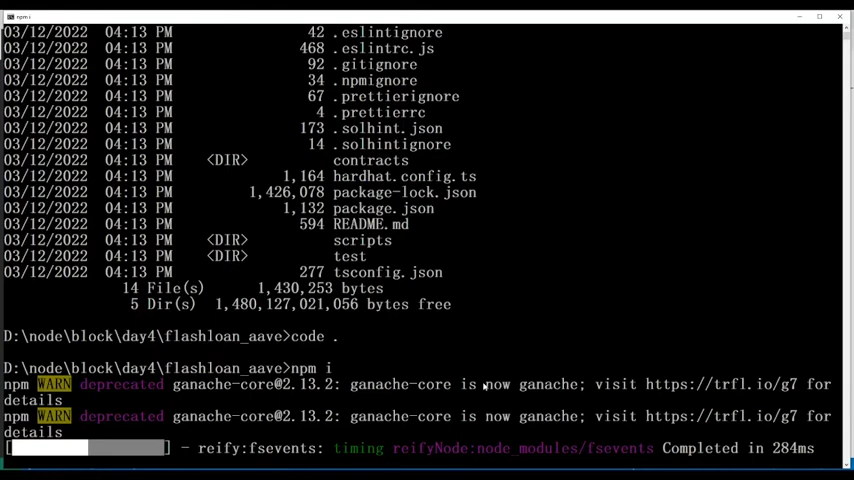 npm i
03/12/2022  04:13 PM                42 .eslintignore
03/12/2022  04:13 PM               468 .eslintrc.js
03/12/2022  04:13 PM                92 .gitignore
03/12/2022  04:13 PM                34 .npmignore
03/12/2022  04:13 PM                67 .prettierignore
03/12/2022  04:13 PM                 4 .prettierrc
03/12/2022  04:13 PM               173 .solhint.json
03/12/2022  04:13 PM                14 .solhintignore
03/12/2022  04:13 PM    <DIR>          contracts
03/12/2022  04:13 PM             1,164 hardhat.config.ts
03/12/2022  04:13 PM         1,426,078 package-lock.json
03/12/2022  04:13 PM             1,132 package.json
03/12/2022  04:13 PM               594 README.md
03/12/2022  04:13 PM    <DIR>          scripts
03/12/2022  04:13 PM    <DIR>          test
03/12/2022  04:13 PM               277 tsconfig.json
14 File(s)      1,430,253 bytes
5 Dir(s)  1,480,127,021,056 bytes free
D:\node\block\day4\flashloan_aave>code .
D:\node\block\day4\flashloan_aave>npm i
npm WARN deprecated ganache-core@2.13.2: ganache-core is now ganache; visit https://trfl.io/g7 for
details
npm WARN deprecated ganache-core@2.13.2: ganache-core is now ganache; visit https://trfl.io/g7 for
details
[                  ] - reify:fsevents: timing reifyNode:node_modules/fsevents Completed in 284ms